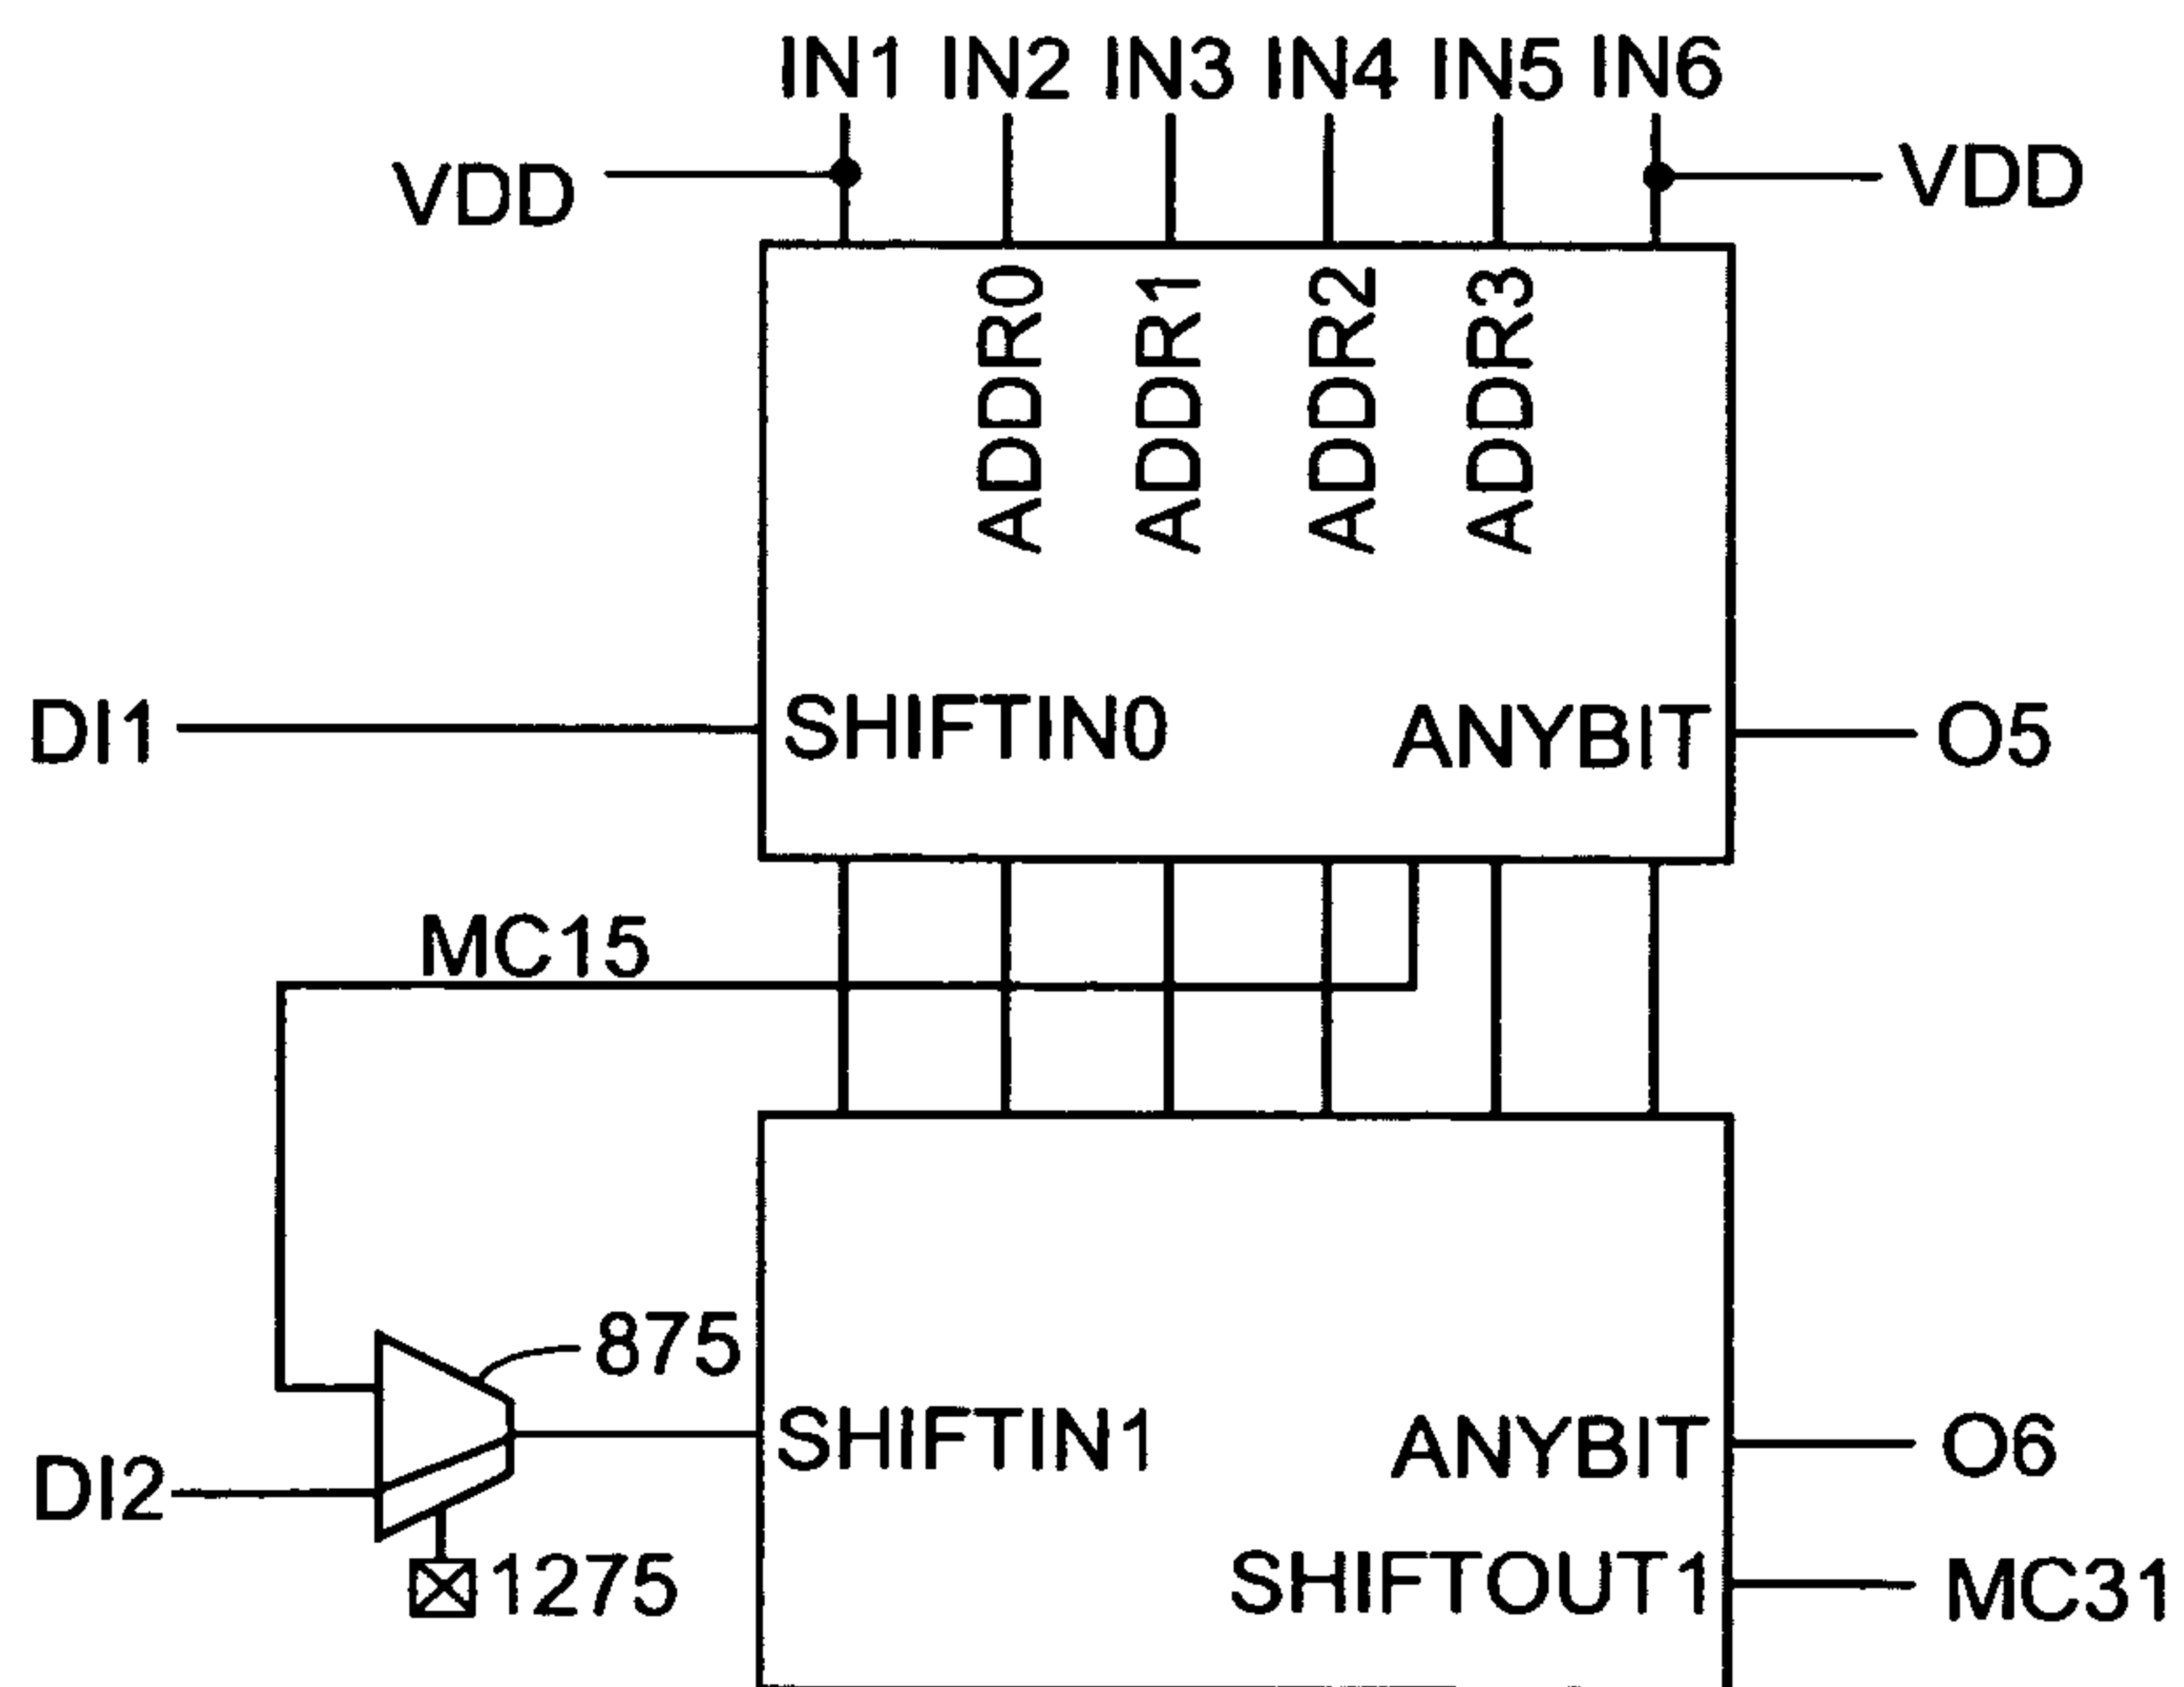 IN1 IN2 IN3 IN4 IN5 IN6
VDD VDD
ADDR0
ADDR1
ADDR2
ADDR3
DI1 SHIFTIN0 ANYBIT O5
MC15
875
SHIFTIN1 ANYBIT O6
DI2
1275 SHIFTOUT1 MC31